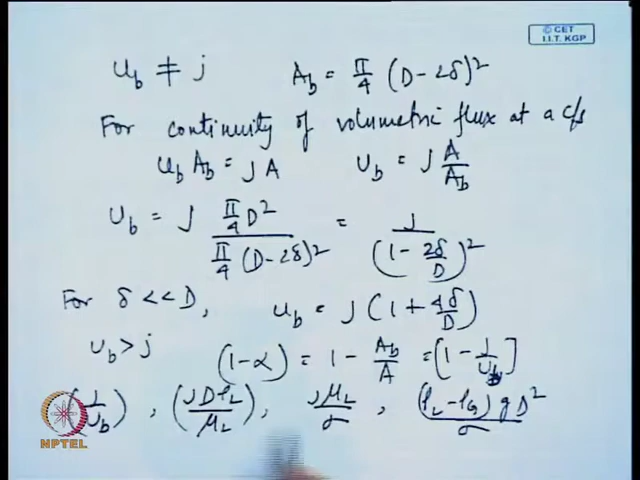 © CET
I.I.T. KGP
u_b ≠ j    A_b = π/4 (D - 2δ)²
For continuity of volumetric flux at a c/s
u_b A_b = j A    u_b = j A/A_b
u_b = j (π/4 D²)/(π/4 (D - 2δ)²) = j/(1 - 2δ/D)²
For δ << D, u_b = j (1 + 4δ/D)
u_b > j    (1-α) = 1 - A_b/A = [1 - j/u_b]
(j/u_b), (j D ρ_L/μ_L), j μ_L/σ, (ρ_L - ρ_G) g D²/σ
NPTEL